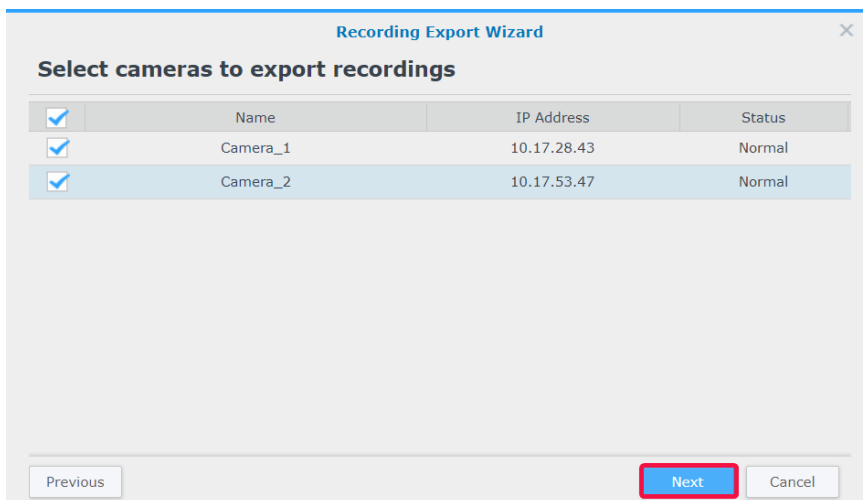 Recording Export Wizard
Select cameras to export recordings
Name IP Address Status
Camera_1 10.17.28.43 Normal
Camera_2 10.17.53.47 Normal
Previous Next Cancel